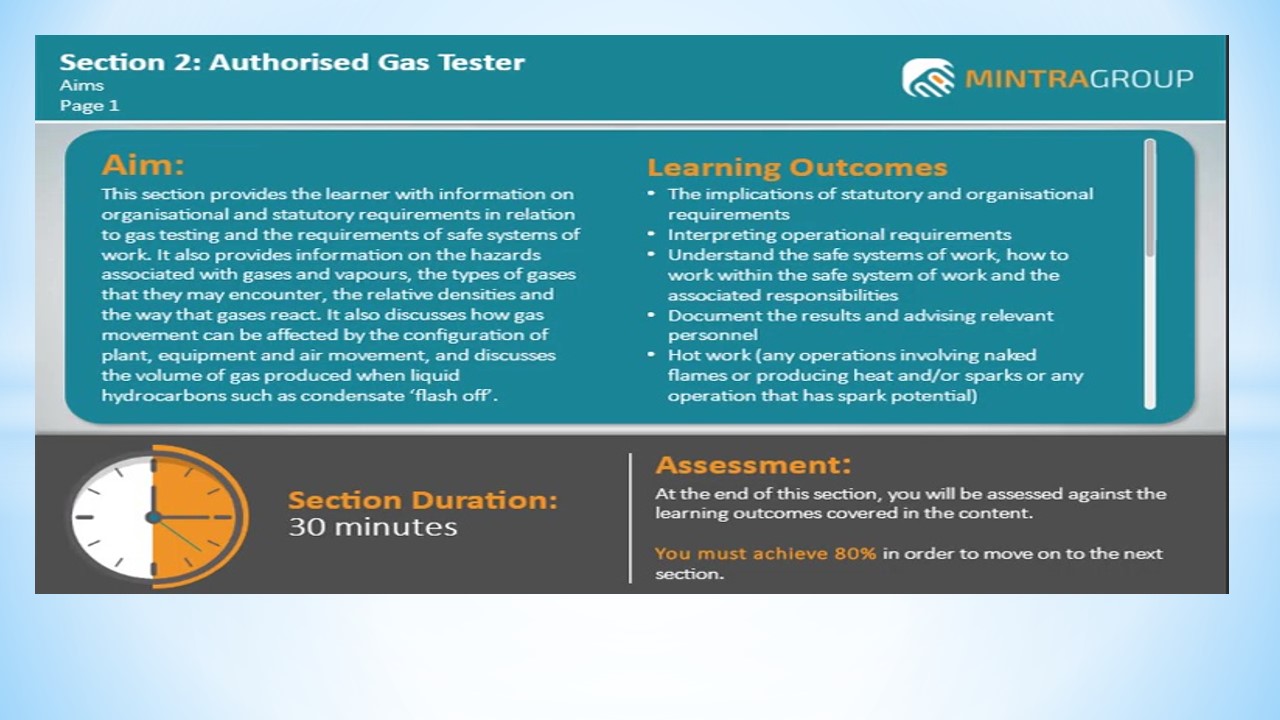 Section 2: Authorised Gas Tester
Aims
Page 1
MINTRAGROUP
Aim:
This section provides the learner with information on
organisational and statutory requirements in relation
to gas testing and the requirements of safe systems of
work. It also provides information on the hazards
associated with gases and vapours, the types of gases
that they may encounter, the relative densities and
the way that gases react. It also discusses how gas
movement can be affected by the configuration of
plant, equipment and air movement, and discusses
the volume of gas produced when liquid
hydrocarbons such as condensate ‘flash off’.
Learning Outcomes
• The implications of statutory and organisational
requirements
• Interpreting operational requirements
• Understand the safe systems of work, how to
work within the safe system of work and the
associated responsibilities
• Document the results and advising relevant
personnel
• Hot work (any operations involving naked
flames or producing heat and/or sparks or any
operation that has spark potential)
Section Duration:
30 minutes
Assessment:
At the end of this section, you will be assessed against the
learning outcomes covered in the content.
You must achieve 80% in order to move on to the next
section.